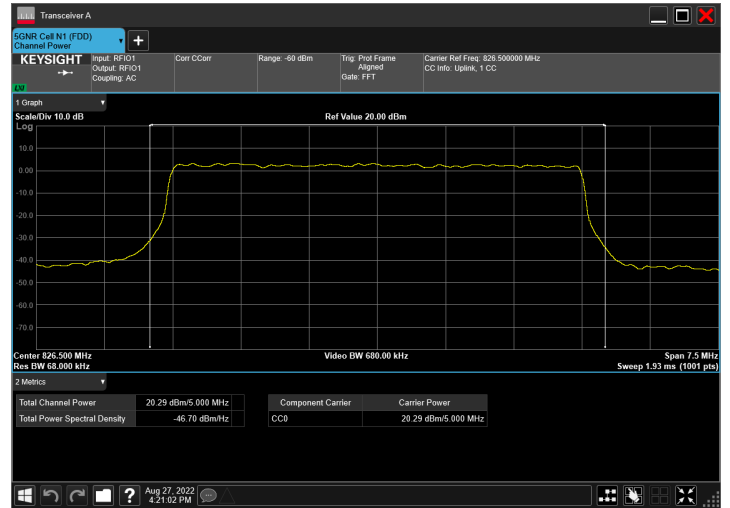 Transceiver A
5GNR Cell N1 (FDD)
Channel Power
KEYSIGHT
Input: RFIO1
Output: RFIO1
Coupling: AC
Corr CCorr
Range: -60 dBm
Trig: Prot Frame
Aligned
Gate: FFT
Carrier Ref Freq: 826.500000 MHz
CC Info: Uplink, 1 CC
1 Graph
Scale/Div 10.0 dB
Ref Value 20.00 dBm
Log
10.0
0.00
-10.0
-20.0
-30.0
-40.0
-50.0
-60.0
-70.0
Center 826.500 MHz
Video BW 680.00 kHz
Span 7.5 MHz
Res BW 68.000 kHz
Sweep 1.93 ms (1001 pts)
2 Metrics
Total Channel Power 20.29 dBm/5.000 MHz
Total Power Spectral Density -46.70 dBm/Hz
Component Carrier Carrier Power
CC0 20.29 dBm/5.000 MHz
Aug 27, 2022
4:21:02 PM